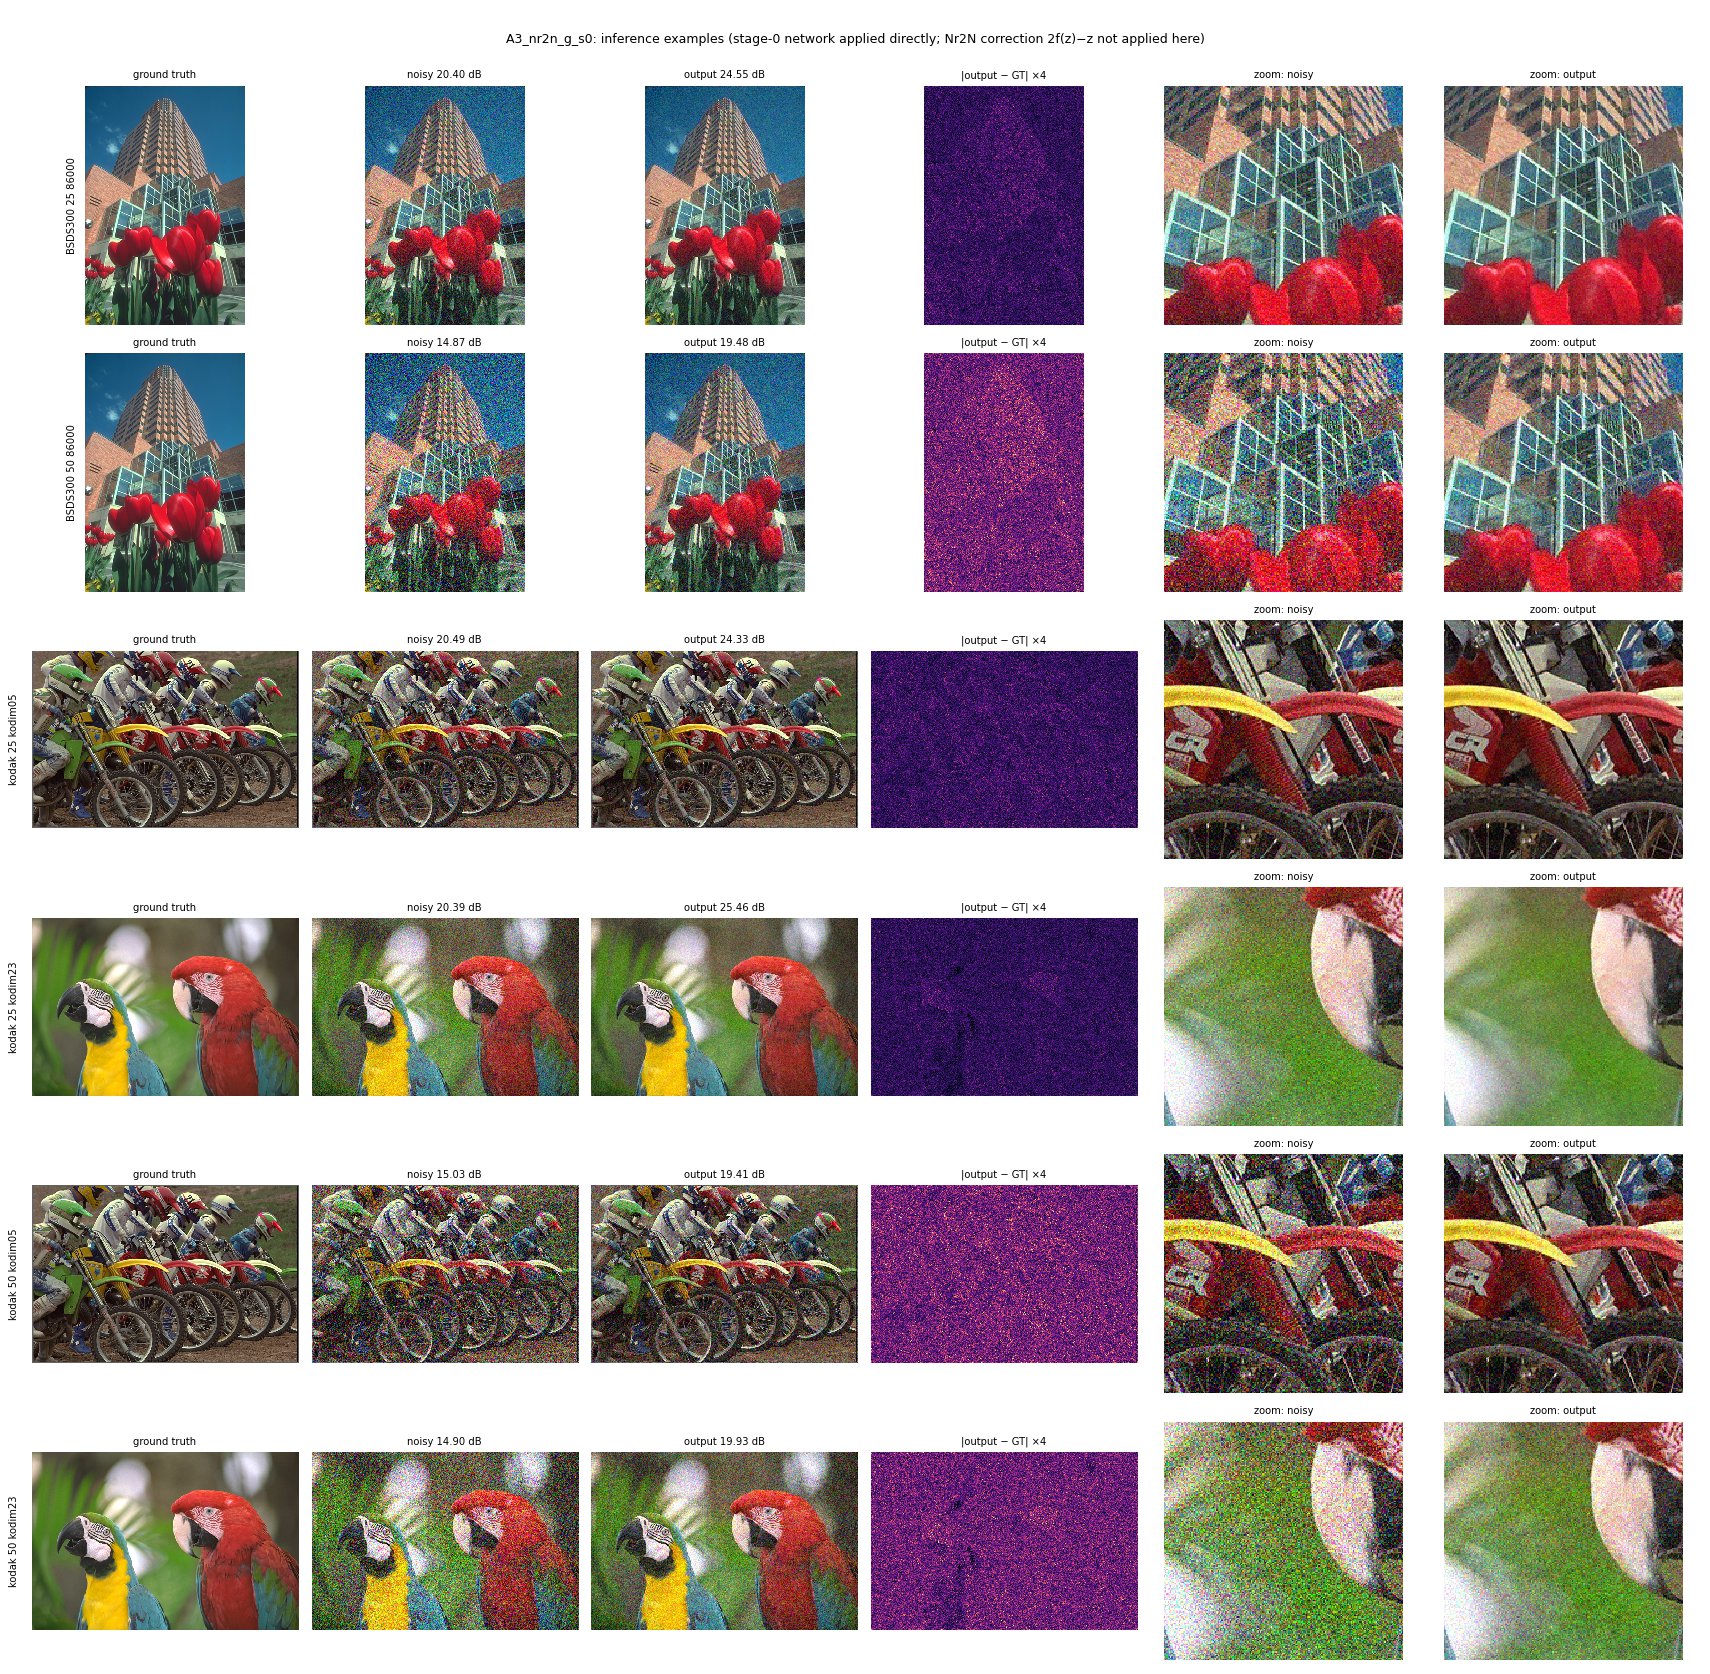 A3_nr2n_g_s0: inference examples (stage-0 network applied directly; Nr2N correction 2f(z)−z not applied here)
ground truth
noisy 20.40 dB
output 24.55 dB
|output − GT| ×4
zoom: noisy
zoom: output
BSDS300 25 86000
ground truth
noisy 14.87 dB
output 19.48 dB
|output − GT| ×4
zoom: noisy
zoom: output
BSDS300 50 86000
ground truth
noisy 20.49 dB
output 24.33 dB
|output − GT| ×4
zoom: noisy
zoom: output
kodak 25 kodim05
CR
CR
ground truth
noisy 20.39 dB
output 25.46 dB
|output − GT| ×4
zoom: noisy
zoom: output
kodak 25 kodim23
ground truth
noisy 15.03 dB
output 19.41 dB
|output − GT| ×4
zoom: noisy
zoom: output
kodak 50 kodim05
CR
CR
ground truth
noisy 14.90 dB
output 19.93 dB
|output − GT| ×4
zoom: noisy
zoom: output
kodak 50 kodim23